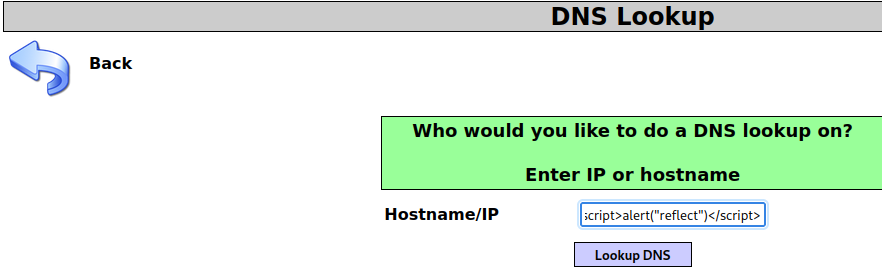 DNS Lookup
Back
Who would you like to do a DNS lookup on?
Enter IP or hostname
Hostname/IP
script>alert("reflect")</script>
Lookup DNS